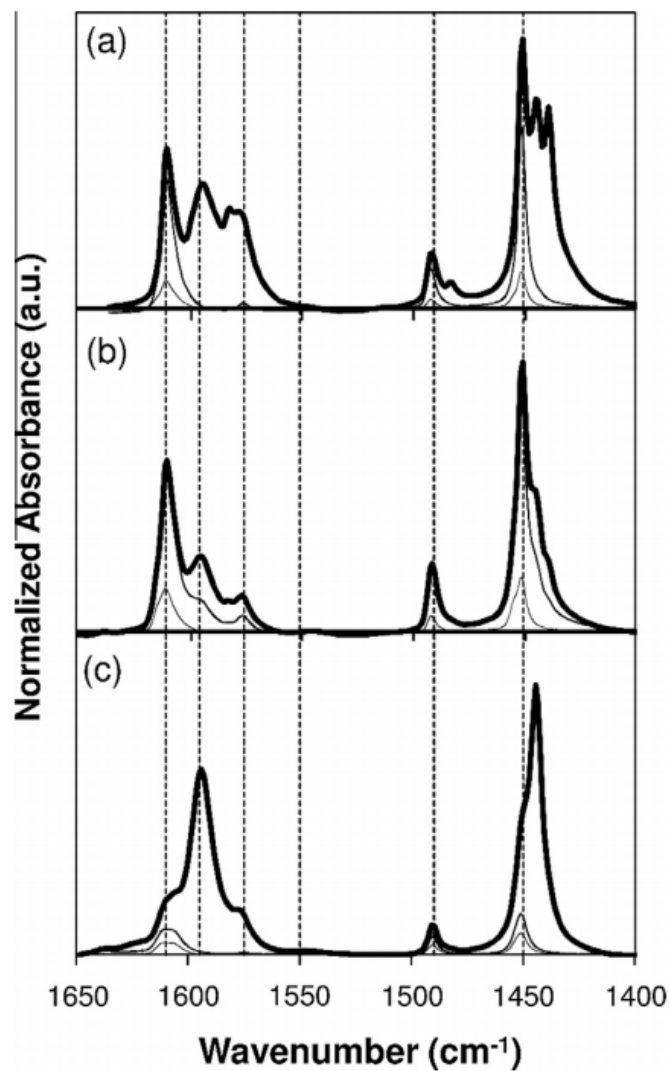 (a)
(b)
(c)
Normalized Absorbance (a.u.)
1650 1600 1550 1500 1450 1400
Wavenumber (cm⁻¹)